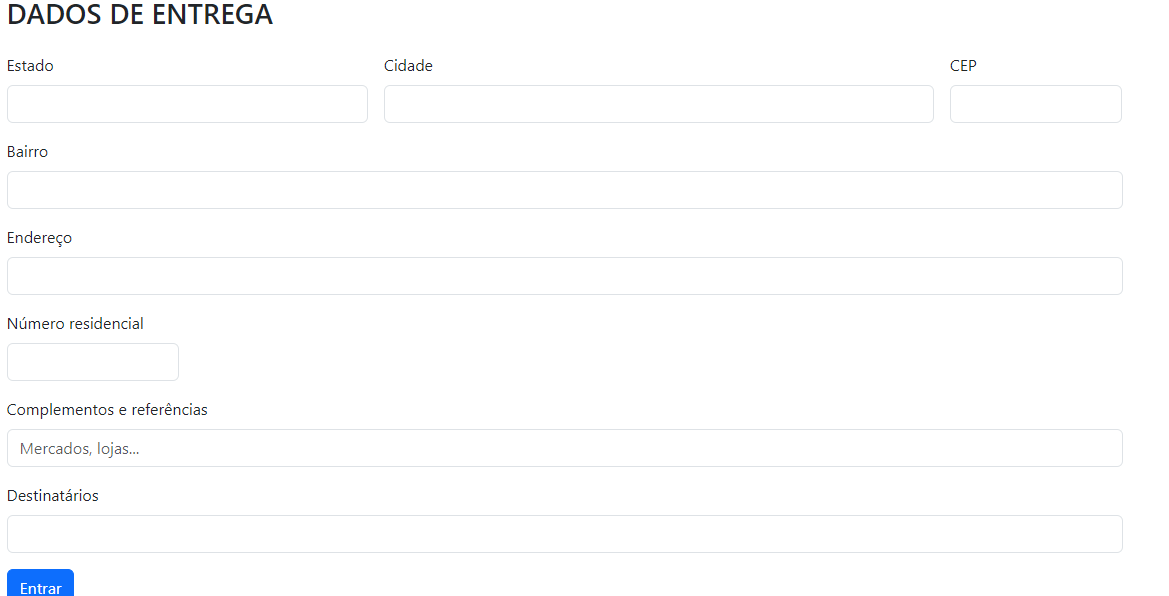 DADOS DE ENTREGA
Estado Cidade CEP
Bairro
Endereço
Número residencial
Complementos e referências
Mercados, lojas...
Destinatários
Entrar